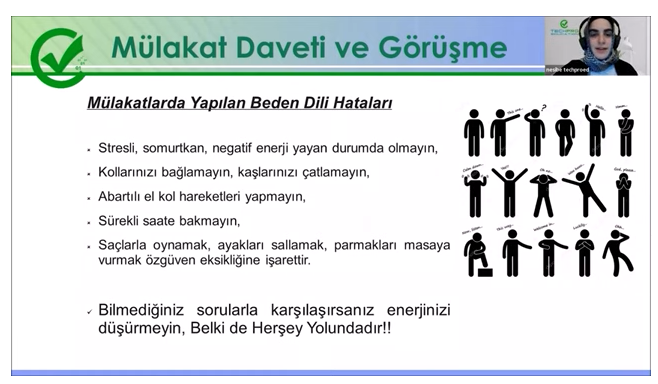 Mülakat Daveti ve Görüşme
TECHPRO
nesibe techproed
Mülakatlarda Yapılan Beden Dili Hataları
Stresli, somurtkan, negatif enerji yayan durumda olmayın,
Kollarınızı bağlamayın, kaşlarınızı çatlamayın,
Abartılı el kol hareketleri yapmayın,
Sürekli saate bakmayın,
Saçlarla oynamak, ayakları sallamak, parmakları masaya
vurmak özgüven eksikliğine işarettir.
✓ Bilmediğiniz sorularla karşılaşırsanız enerjinizi
düşürmeyin, Belki de Herşey Yolundadır!!